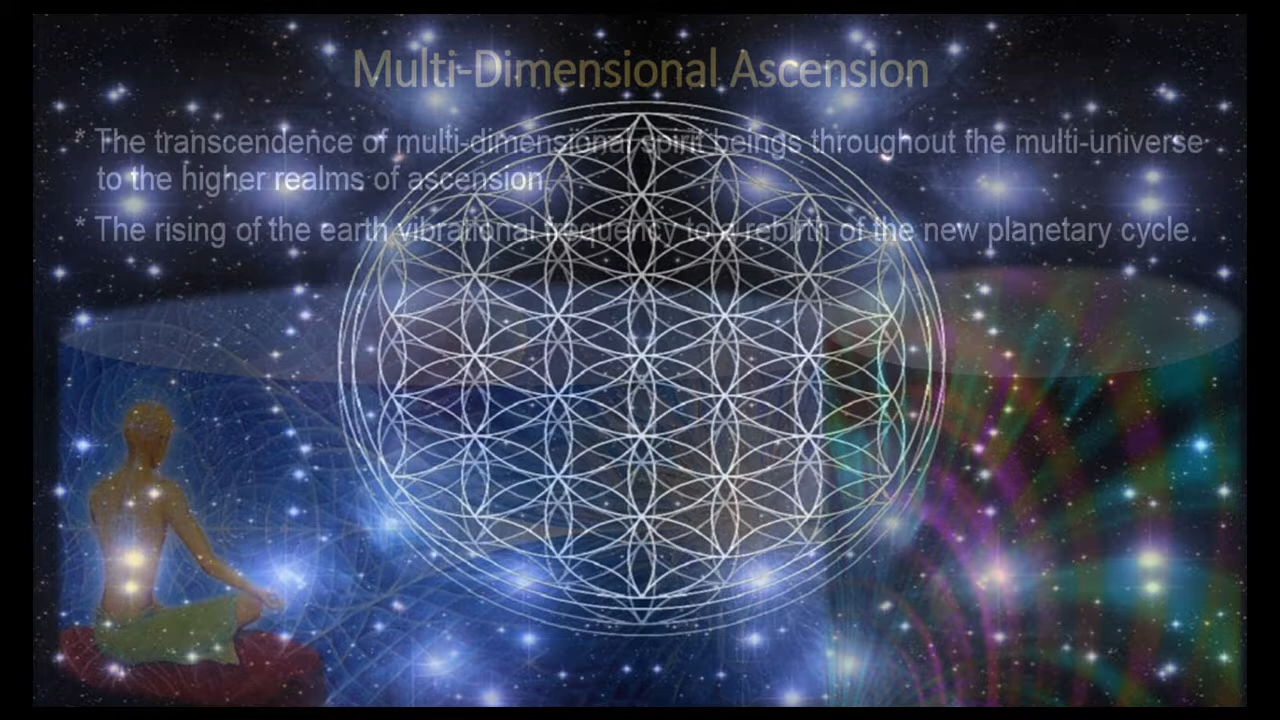 Multi-Dimensional Ascension
* The transcendence of multi-dimensional spirit beings throughout the multi-universe
to the higher realms of ascension.
* The rising of the earth vibrational frequency to a rebirth of the new planetary cycle.